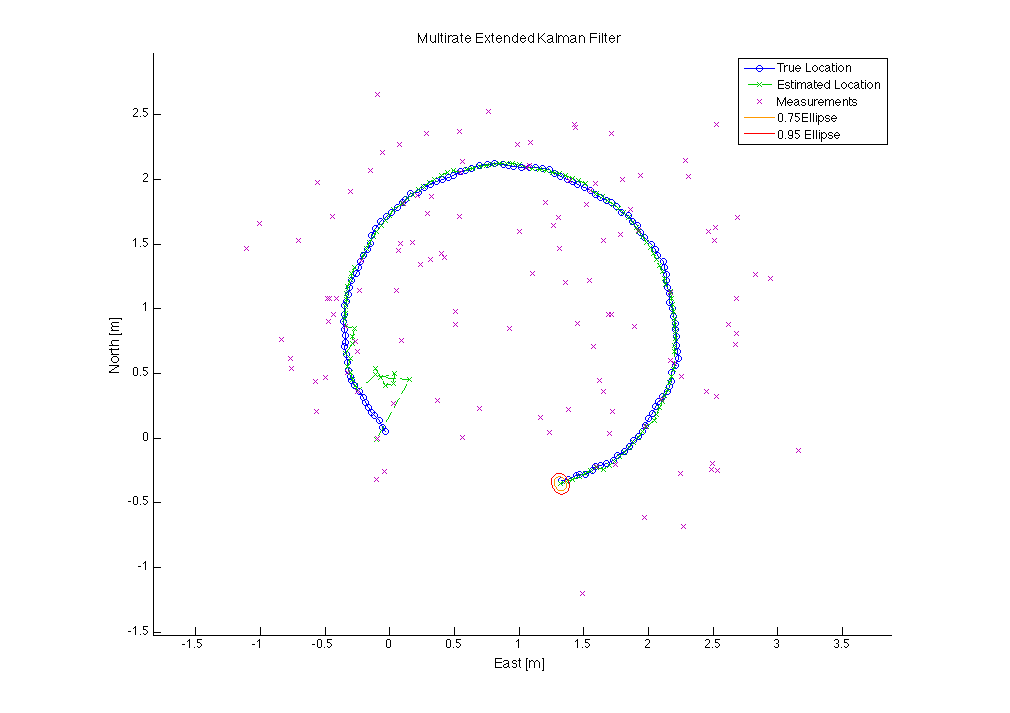 Multirate Extended Kalman Filter
True Location
Estimated Location
Measurements
0.75Ellipse
0.95 Ellipse
2.5
2
1.5
1
0.5
0
-0.5
-1
-1.5
North [m]
-1.5 -1 -0.5 0 0.5 1 1.5 2 2.5 3 3.5
East [m]